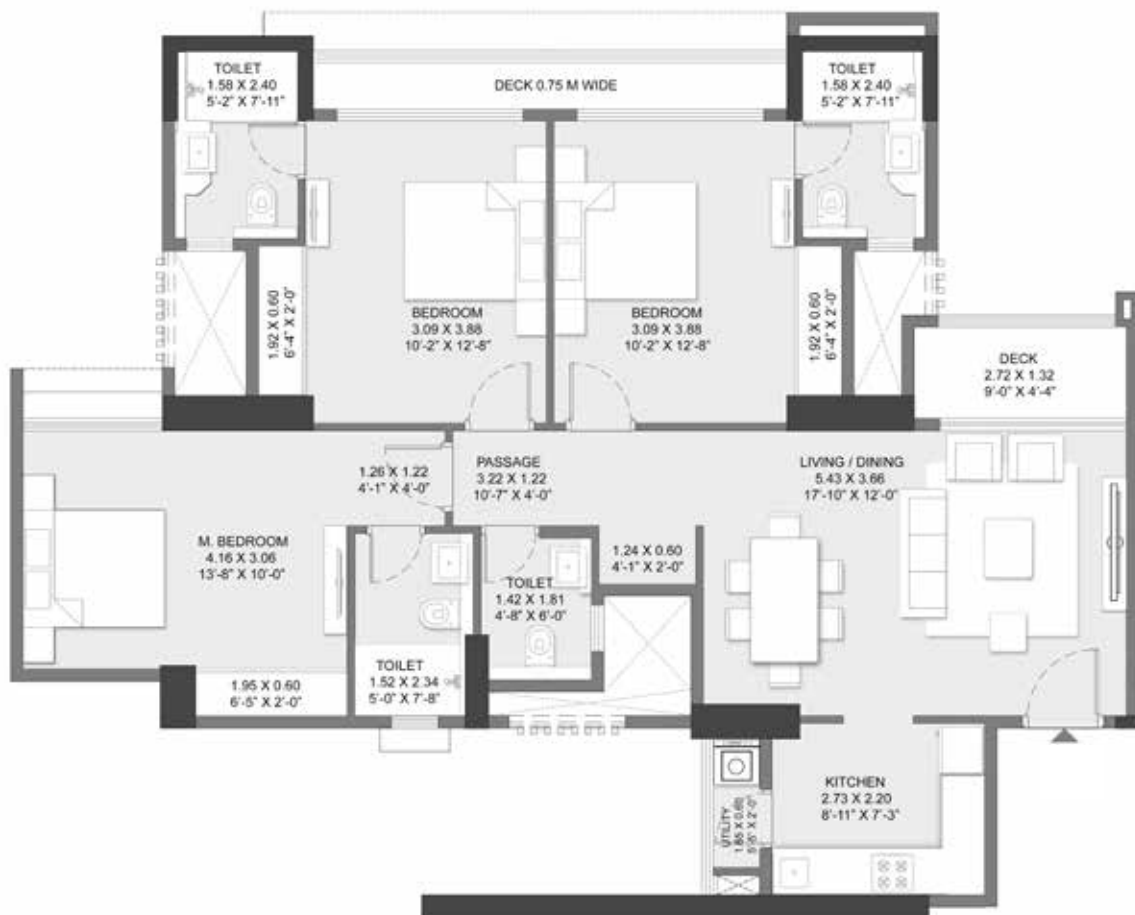 TOILET
1.58 X 2.40
5'-2" X 7'-11"
DECK 0.75 M WIDE
TOILET
1.58 X 2.40
5'-2" X 7'-11"
1.92 X 0.60
6'-4" X 2'-0"
BEDROOM
3.09 X 3.88
10'-2" X 12'-8"
BEDROOM
3.09 X 3.88
10'-2" X 12'-8"
1.92 X 0.60
6'-4" X 2'-0"
DECK
2.72 X 1.32
9'-0" X 4'-4"
1.26 X 1.22
4'-1" X 4'-0"
PASSAGE
3.22 X 1.22
10'-7" X 4'-0"
LIVING / DINING
5.43 X 3.66
17'-10" X 12'-0"
M. BEDROOM
4.16 X 3.06
13'-8" X 10'-0"
1.24 X 0.60
4'-1" X 2'-0"
TOILET
1.42 X 1.81
4'-8" X 6'-0"
TOILET
1.52 X 2.34
5'-0" X 7'-8"
1.95 X 0.60
6'-5" X 2'-0"
KITCHEN
2.73 X 2.20
8'-11" X 7'-3"
UTILITY